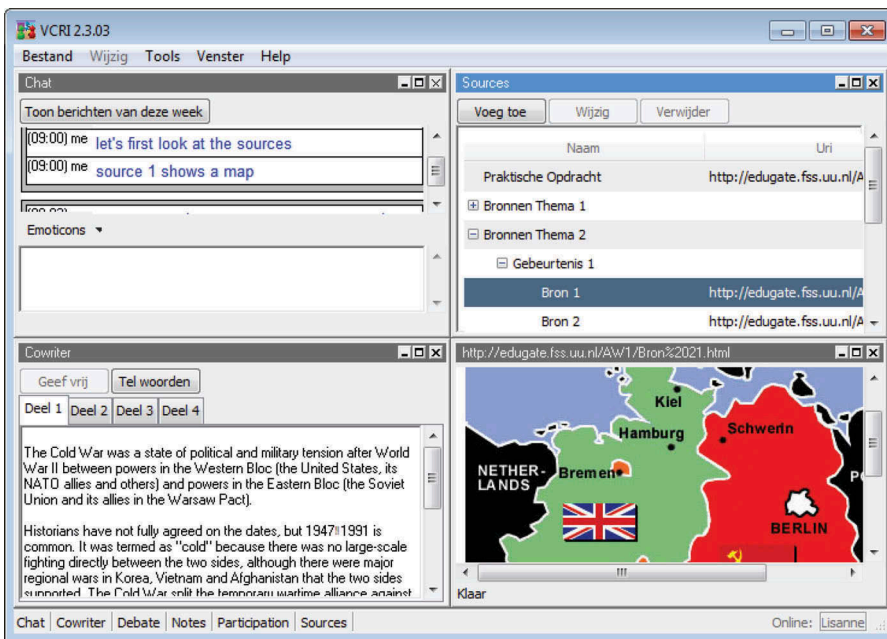 VCRI 2.3.03
Bestand Wijzig Tools Venster Help
Chat
Toon berichten van deze week
(09:00) me let's first look at the sources
(09:00) me source 1 shows a map
Emoticons
Sources
Voeg toe Wijzig Verwijder
Naam Uri
Praktische Opdracht http://edugate.fss.uu.nl/A
Bronnen Thema 1
Bronnen Thema 2
Gebeurtenis 1
Bron 1 http://edugate.fss.uu.nl/A
Bron 2 http://edugate.fss.uu.nl/A
Cowriter
Geef vrij Tel woorden
Deel 1 Deel 2 Deel 3 Deel 4
The Cold War was a state of political and military tension after World
War II between powers in the Western Bloc (the United States, its
NATO allies and others) and powers in the Eastern Bloc (the Soviet
Union and its allies in the Warsaw Pact).
Historians have not fully agreed on the dates, but 1947 1991 is
common. It was termed as "cold" because there was no large-scale
fighting directly between the two sides, although there were major
regional wars in Korea, Vietnam and Afghanistan that the two sides
supported. The Cold War split the temporary wartime alliance against
http://edugate.fss.uu.nl/AW1/Bron%2021.html
Kiel
Hamburg
Schwerin
NETHER-
LANDS
Bremen
BERLIN
Klaar
Chat Cowriter Debate Notes Participation Sources
Online: Lisanne